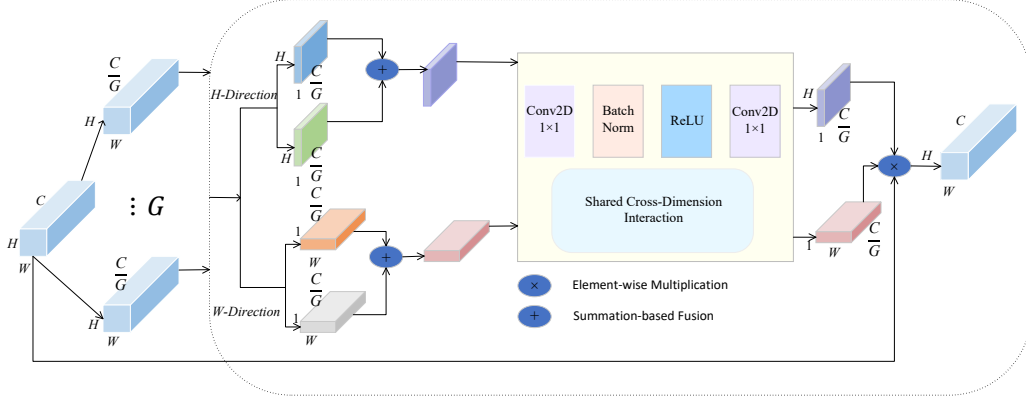 C
H
W
C/G
H
W
⋮ G
C/G
H
W
H-Direction
H
1
C/G
H
1
C/G
W-Direction
C/G
1
W
C/G
1
W
+
+
Conv2D
1×1
Batch
Norm
ReLU
Conv2D
1×1
Shared Cross-Dimension
Interaction
× Element-wise Multiplication
+ Summation-based Fusion
H
1
C/G
1
W
C/G
×
C
H
W